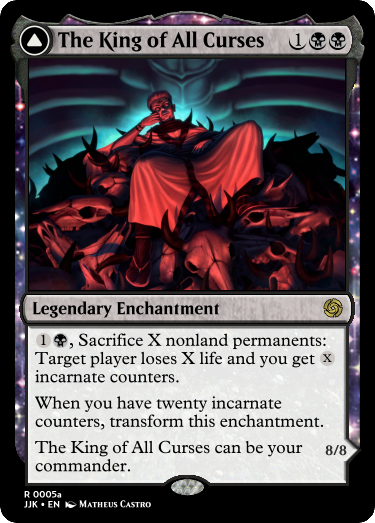 The King of All Curses 1
Legendary Enchantment
1 , Sacrifice X nonland permanents:
Target player loses X life and you get X
incarnate counters.
When you have twenty incarnate
counters, transform this enchantment.
The King of All Curses can be your
commander.
8/8
R 0005a
JJK • EN Matheus Castro